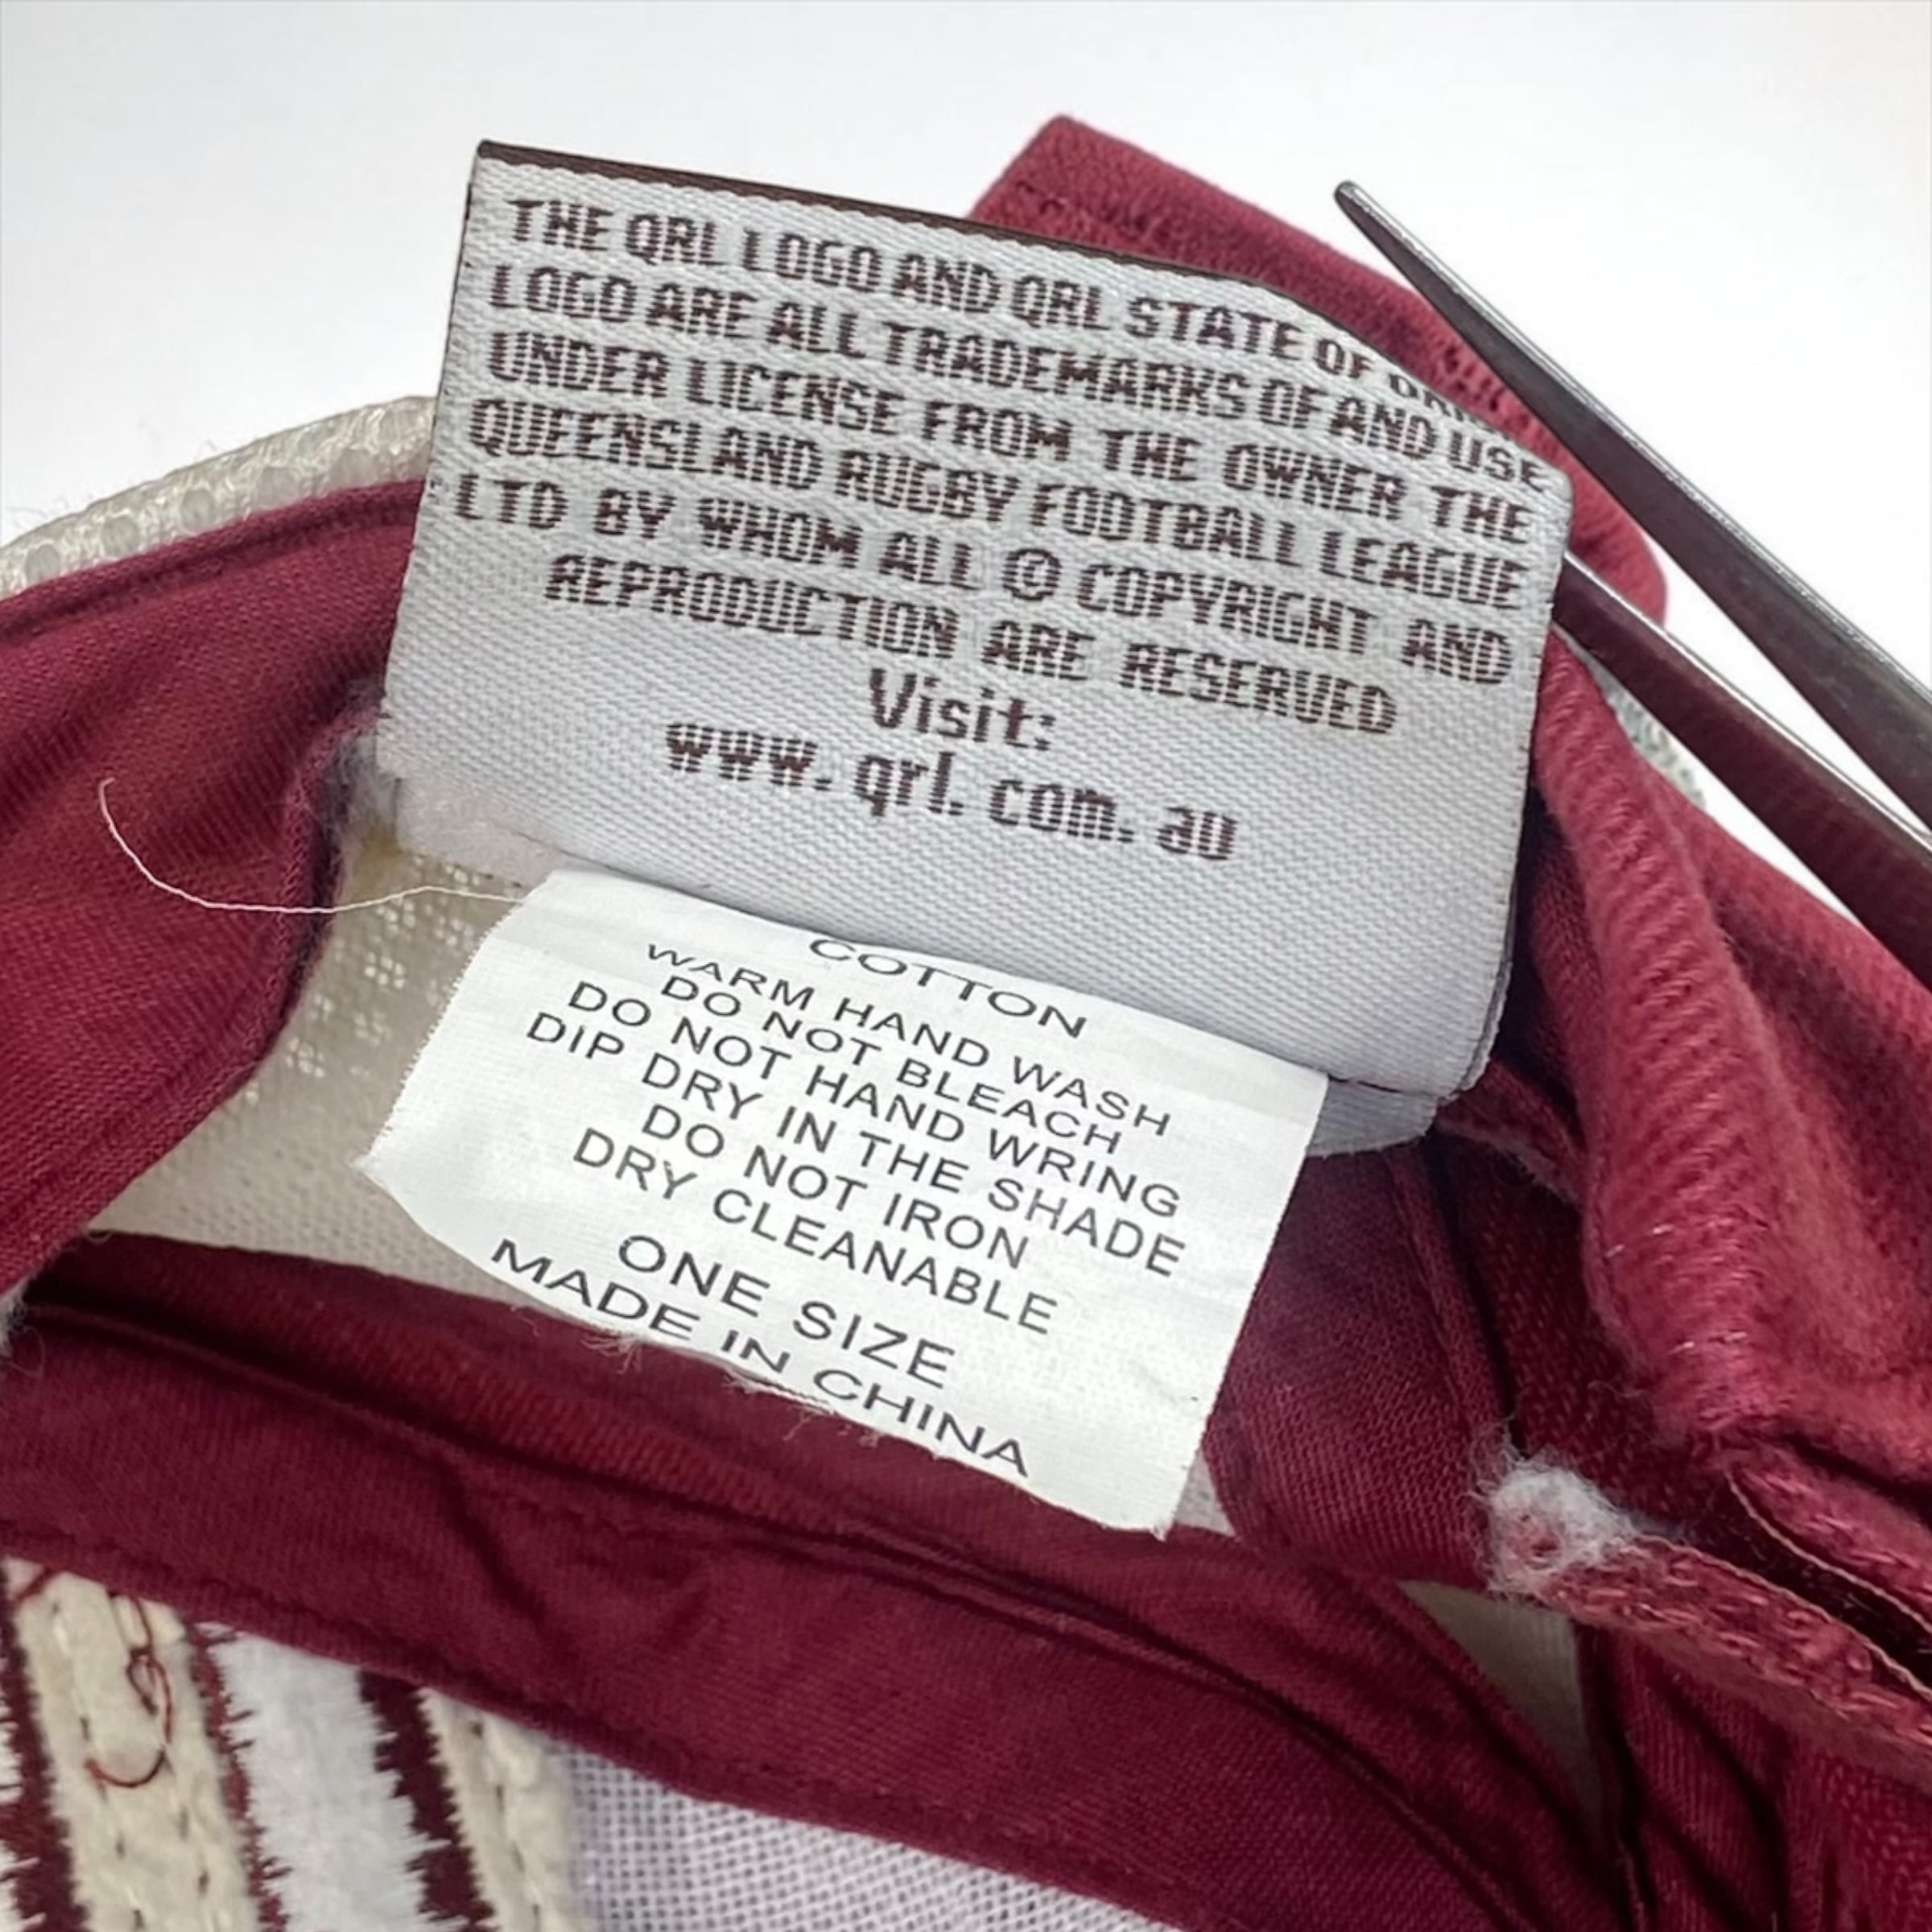 THE QRL LOGO AND QRL STATE OF
LOGO ARE ALL TRADEMARKS OF AND USE
UNDER LICENSE FROM THE OWNER THE
QUEENSLAND RUGBY FOOTBALL LEAGUE
LTD BY WHOM ALL © COPYRIGHT AND
REPRODUCTION ARE RESERVED
Visit:
www.qrl.com.au
COTTON
WARM HAND WASH
DO NOT BLEACH
DO NOT HAND WRING
DIP DRY IN THE SHADE
DO NOT IRON
DRY CLEANABLE
ONE SIZE
MADE IN CHINA